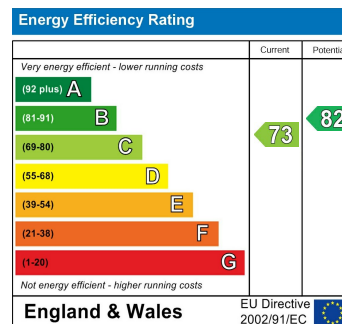 Energy Efficiency Rating
Current Potentia
Very energy efficient - lower running costs
(92 plus) A
(81-91) B
(69-80) C
(55-68) D
(39-54) E
(21-38) F
(1-20) G
73
82
Not energy efficient - higher running costs
England & Wales
EU Directive
2002/91/EC